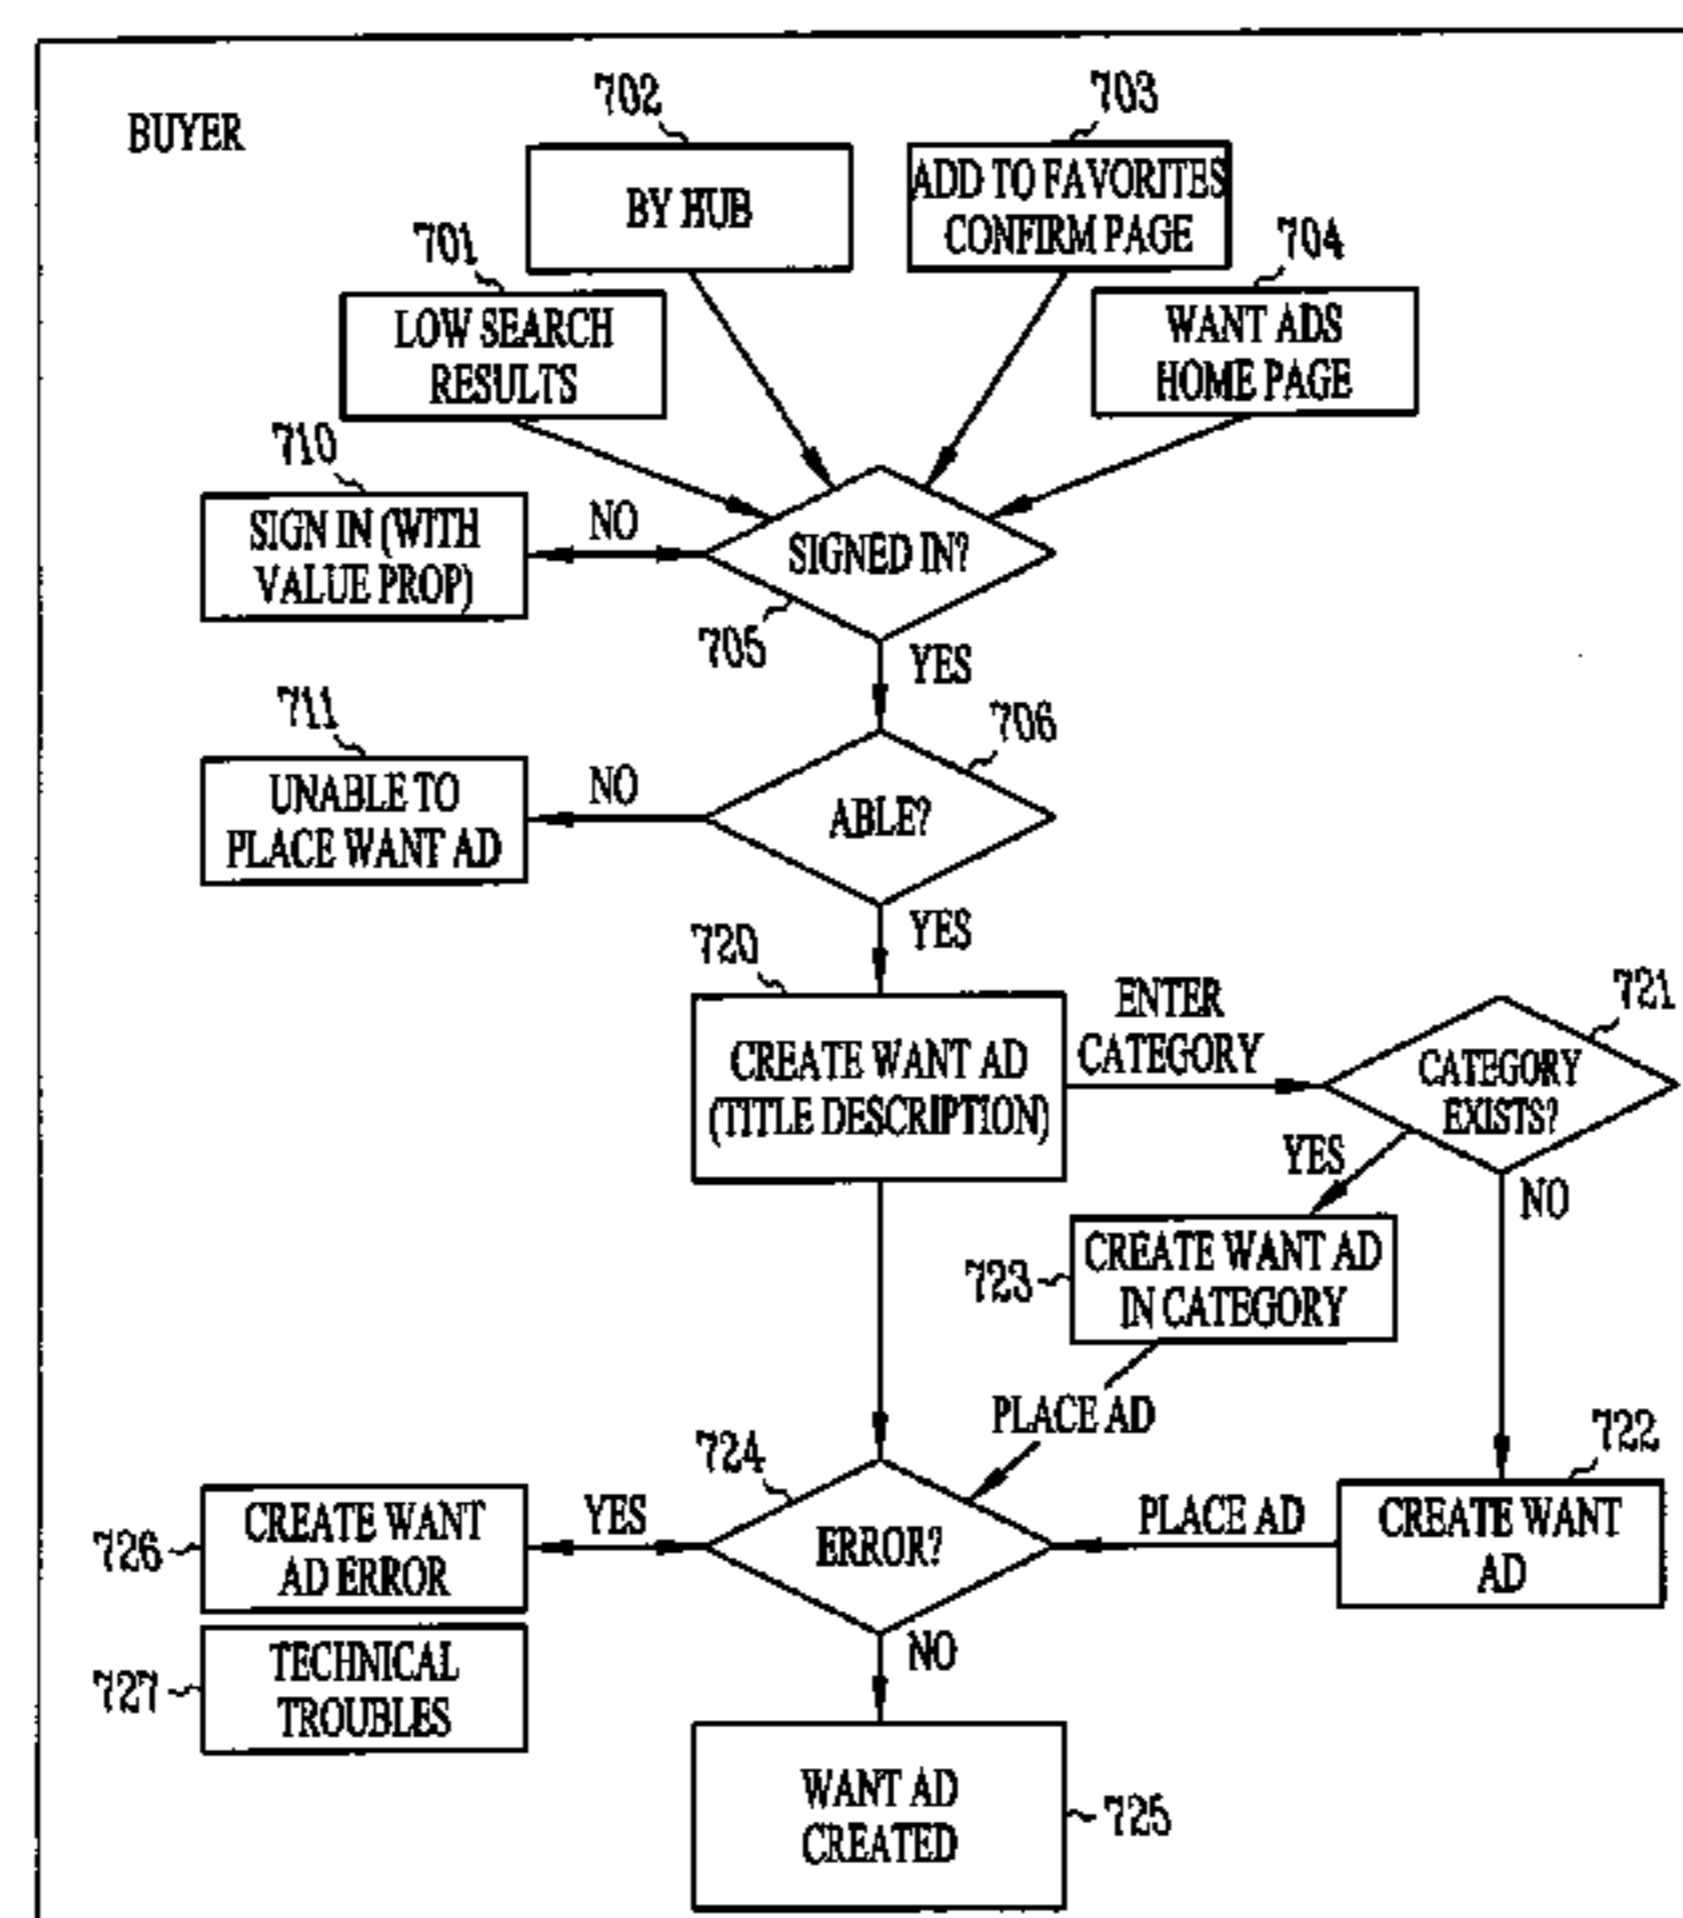 BUYER
702
BY HUB
703
ADD TO FAVORITES
CONFIRM PAGE
701
LOW SEARCH
RESULTS
704
WANT ADS
HOME PAGE
710
SIGN IN (WITH
VALUE PROP)
NO
SIGNED IN?
705
YES
711
UNABLE TO
PLACE WANT AD
NO
706
ABLE?
YES
720
CREATE WANT AD
(TITLE DESCRIPTION)
ENTER
CATEGORY
721
CATEGORY
EXISTS?
YES
NO
723
CREATE WANT AD
IN CATEGORY
PLACE AD
724
ERROR?
PLACE AD
722
CREATE WANT
AD
YES
726
CREATE WANT
AD ERROR
727
TECHNICAL
TROUBLES
NO
WANT AD
CREATED
725